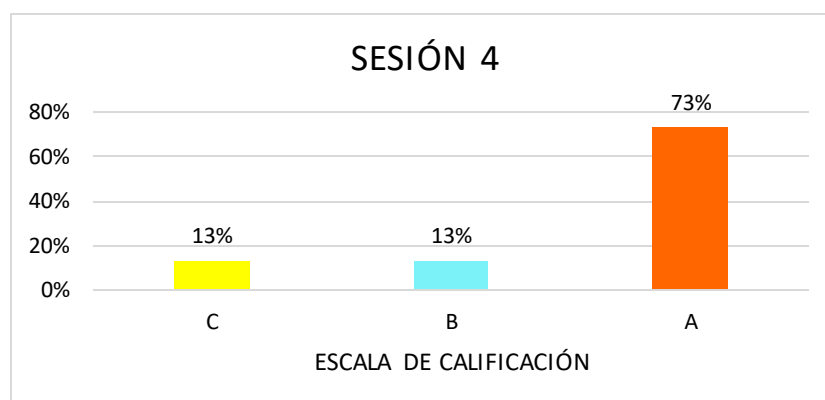 SESIÓN 4
80%
60%
40%
20%
0%
13%
13%
73%
C
B
A
ESCALA DE CALIFICACIÓN